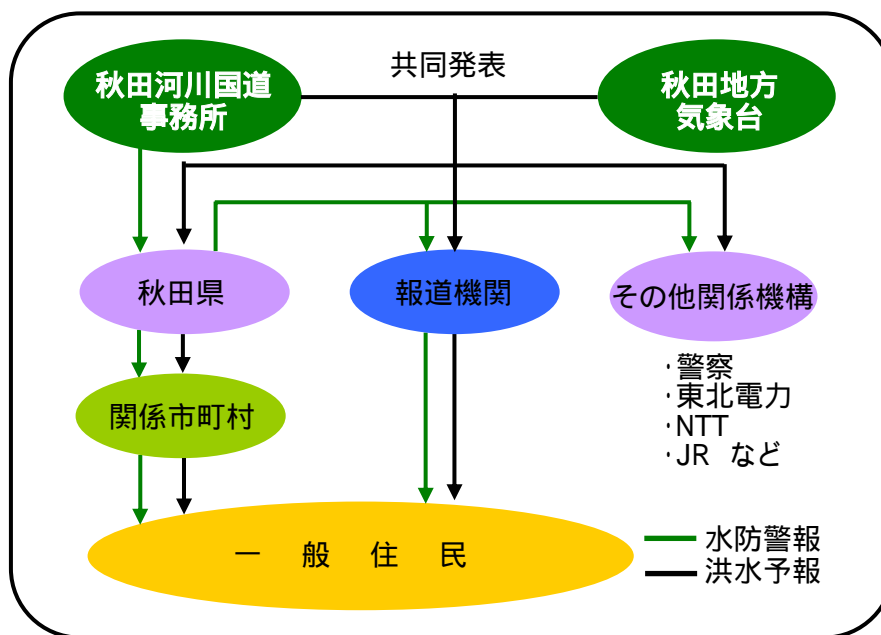 共同発表
秋田河川国道
事務所
秋田地方
気象台
秋田県
報道機関
その他関係機構
・警察
・東北電力
・NTT
・JR など
関係市町村
一 般 住 民
水防警報
洪水予報